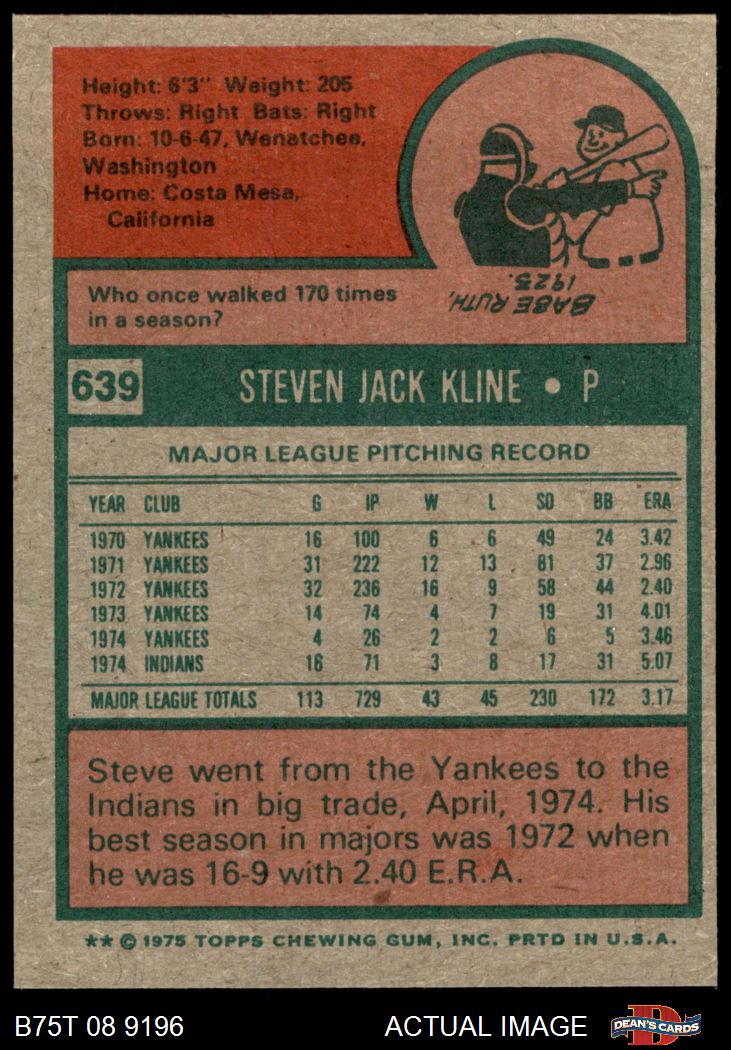 Height: 6'3" Weight: 205
Throws: Right Bats: Right
Born: 10-6-47, Wenatchee,
Washington
Home: Costa Mesa,
California
Who once walked 170 times
in a season?
BABE RUTH,
1923.
639 STEVEN JACK KLINE • P
MAJOR LEAGUE PITCHING RECORD
YEAR CLUB G IP W L SO BB ERA
1970 YANKEES 16 100 6 6 49 24 3.42
1971 YANKEES 31 222 12 13 81 37 2.96
1972 YANKEES 32 236 16 9 58 44 2.40
1973 YANKEES 14 74 4 7 19 31 4.01
1974 YANKEES 4 26 2 2 6 5 3.46
1974 INDIANS 16 71 3 8 17 31 5.07
MAJOR LEAGUE TOTALS 113 729 43 45 230 172 3.17
Steve went from the Yankees to the
Indians in big trade, April, 1974. His
best season in majors was 1972 when
he was 16-9 with 2.40 E.R.A.
** © 1975 TOPPS CHEWING GUM, INC. PRTD IN U.S.A.
B75T 08 9196 ACTUAL IMAGE DEAN'S CARDS